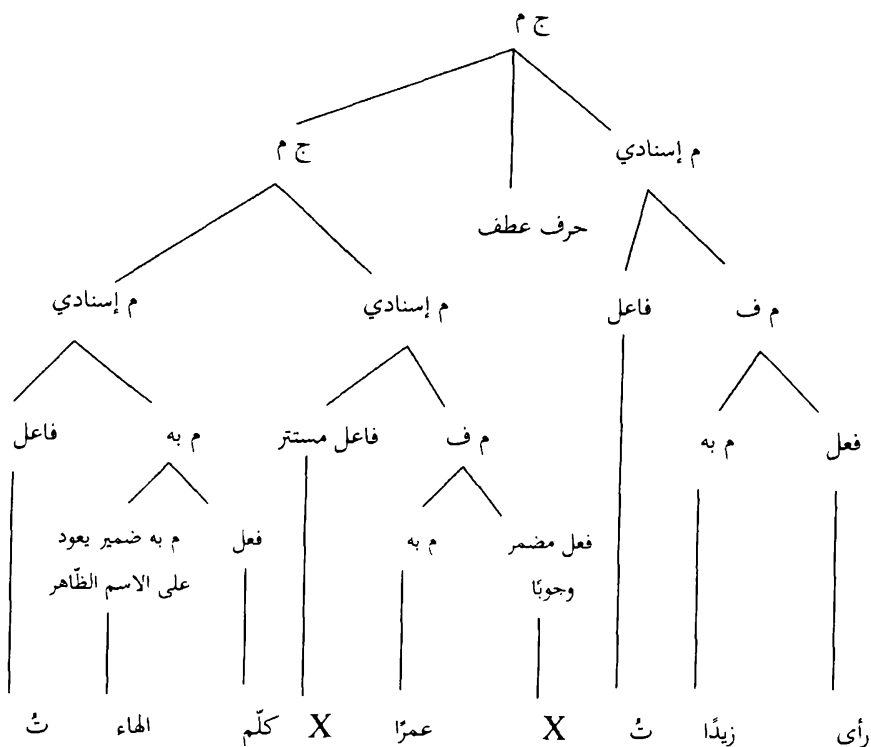 ج م
م إسنادي
ج م
حرف عطف
م ف
فاعل
م إسنادي
م إسنادي
فعل
م به
م ف
فاعل مستتر
م به
فاعل
فعل مضمر
وجوبًا
م به
فعل
م به ضمير يعود
على الاسم الظّاهر
رأى زيدًا تُ X عمرًا X كلّم الهاء تُ